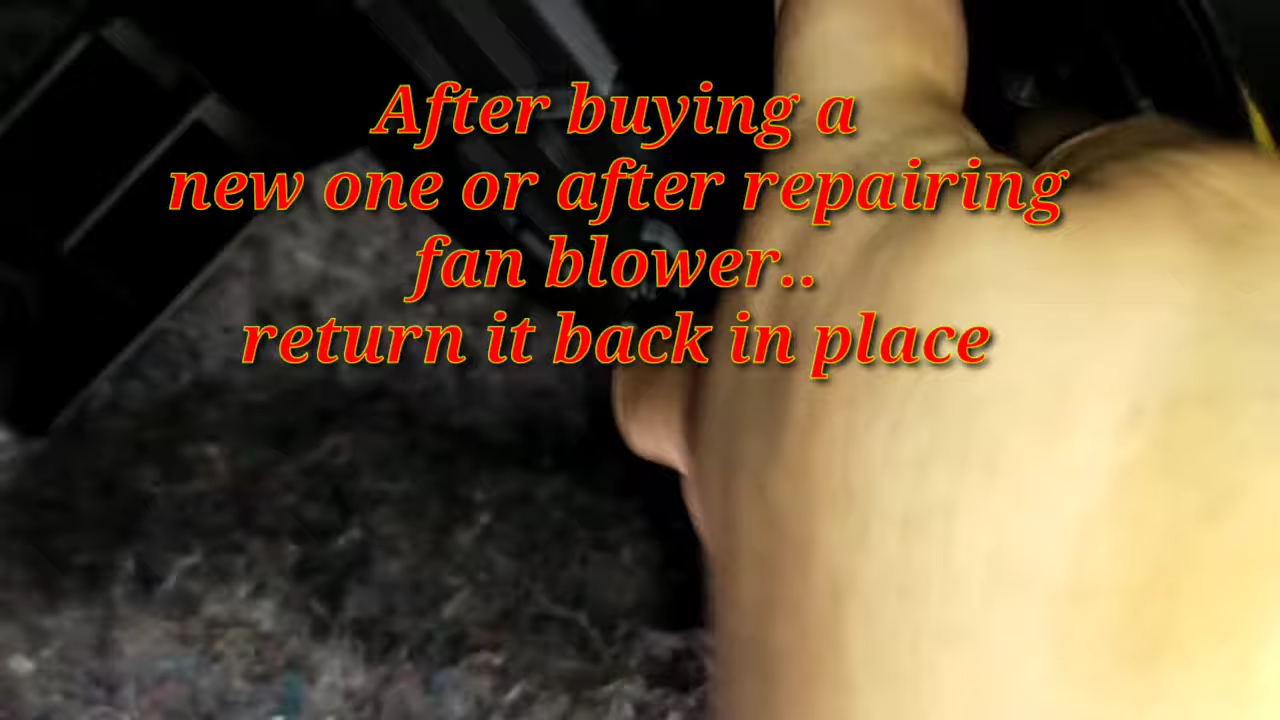 After buying a
new one or after repairing
fan blower..
return it back in place